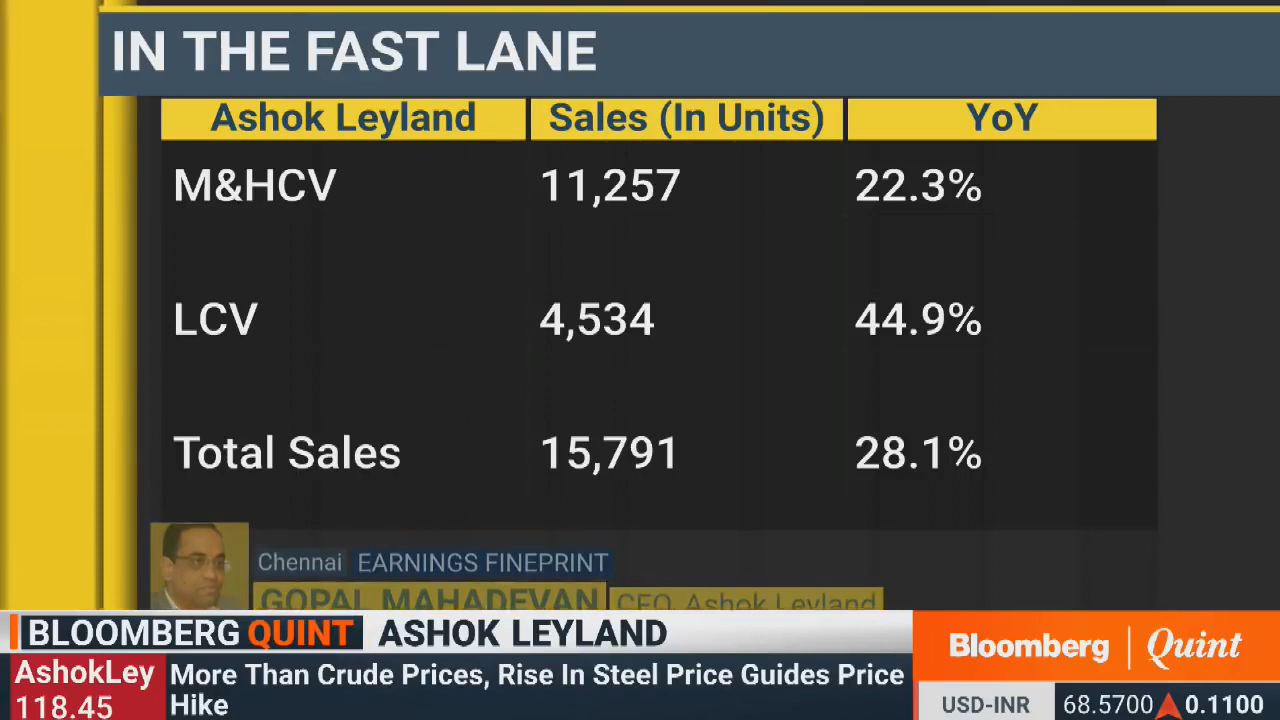 IN THE FAST LANE
Ashok Leyland Sales (In Units) YoY
M&HCV 11,257 22.3%
LCV 4,534 44.9%
Total Sales 15,791 28.1%
Chennai EARNINGS FINEPRINT
GOPAL MAHADEVAN CFO, Ashok Leyland
BLOOMBERG QUINT ASHOK LEYLAND
Bloomberg | Quint
AshokLey
118.45
More Than Crude Prices, Rise In Steel Price Guides Price
Hike
USD-INR 68.5700 0.1100